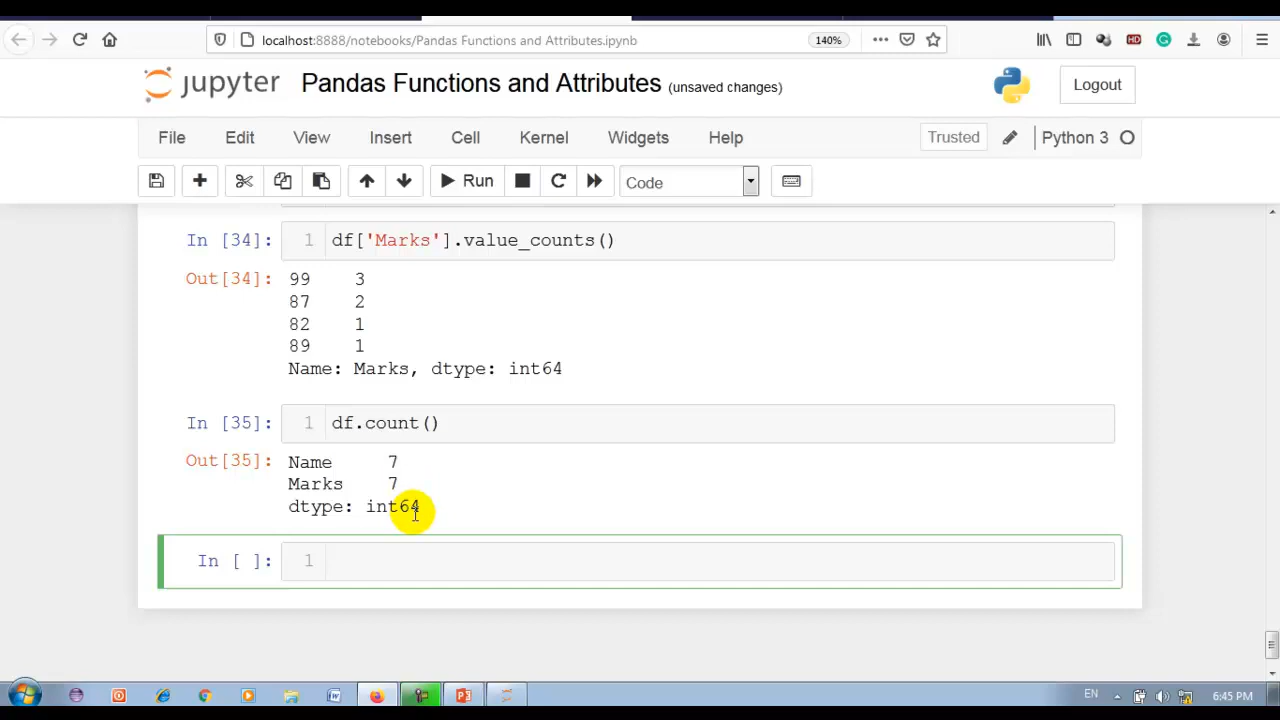 localhost:8888/notebooks/Pandas Functions and Attributes.ipynb 140%
jupyter Pandas Functions and Attributes (unsaved changes) Logout
File Edit View Insert Cell Kernel Widgets Help Trusted Python 3
Run Code
In [34]: 1 df['Marks'].value_counts()
Out[34]: 99 3
87 2
82 1
89 1
Name: Marks, dtype: int64
In [35]: 1 df.count()
Out[35]: Name 7
Marks 7
dtype: int64
In [ ]: 1
EN 6:45 PM